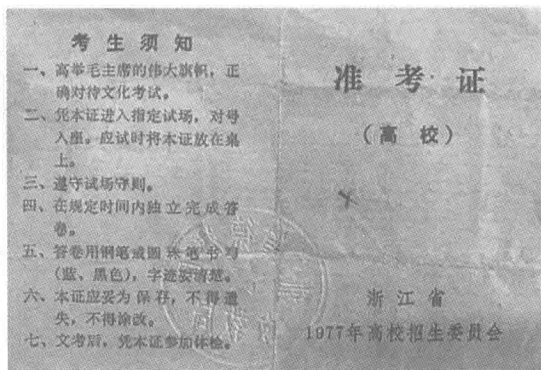 考生须知
一、高举毛主席的伟大旗帜，正
确对待文化考试。
二、凭本证进入指定试场，对号
入座。应试时将本证放在桌
上。
三、遵守试场守则。
四、在规定时间内独立完成答
卷。
五、答卷用钢笔或圆珠笔书写
(蓝、黑色)，字迹要清楚。
六、本证应妥为保存，不得遗
失，不得涂改。
七、文考后，凭本证参加体检。
准考证
(高校)
浙江省
1977年高校招生委员会